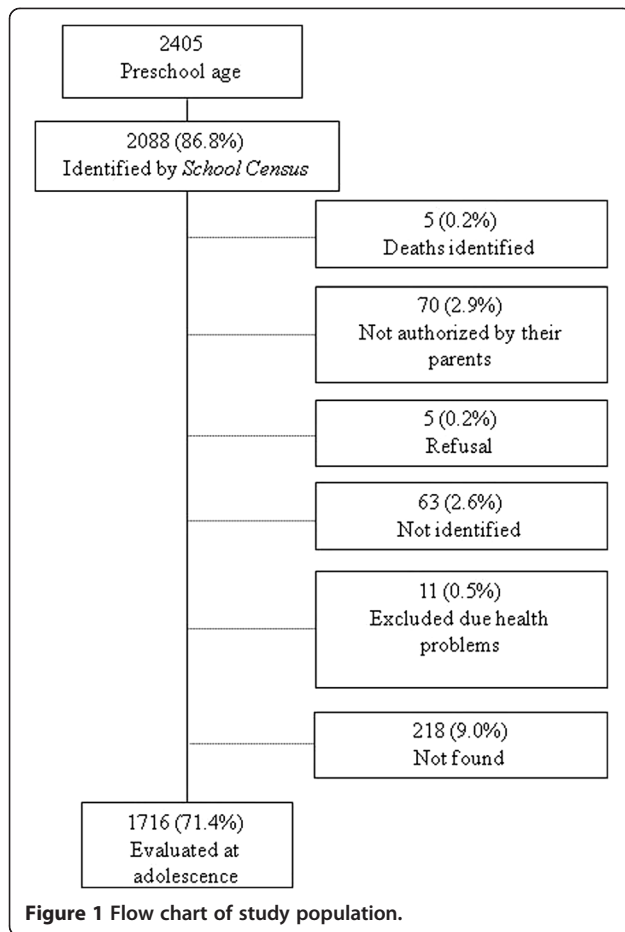 2405
Preschool age
2088 (86.8%)
Identified by School Census
5 (0.2%)
Deaths identified
70 (2.9%)
Not authorized by their
parents
5 (0.2%)
Refusal
63 (2.6%)
Not identified
11 (0.5%)
Excluded due health
problems
218 (9.0%)
Not found
1716 (71.4%)
Evaluated at
adolescence
Figure 1 Flow chart of study population.